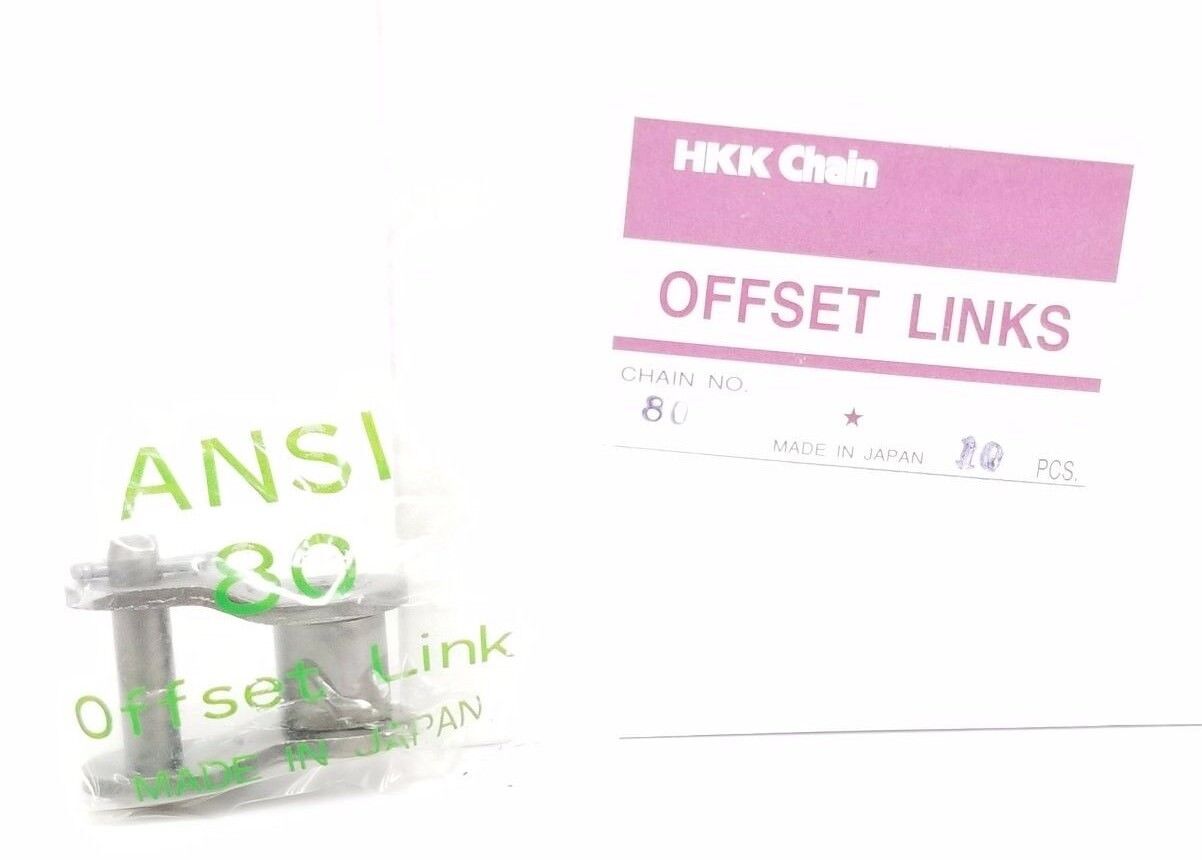 HKK Chain
OFFSET LINKS
CHAIN NO.
80 ★
MADE IN JAPAN 10 PCS.
ANSI
80
Offset Link
MADE IN JAPAN